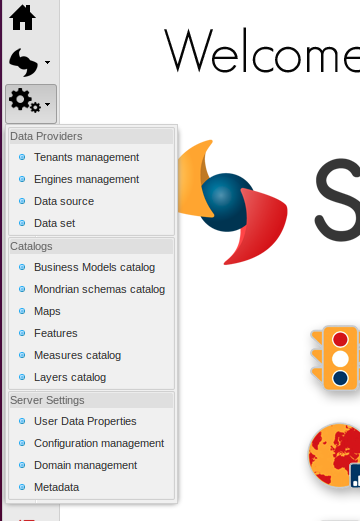 Welcome
S
Data Providers
Tenants management
Engines management
Data source
Data set
Catalogs
Business Models catalog
Mondrian schemas catalog
Maps
Features
Measures catalog
Layers catalog
Server Settings
User Data Properties
Configuration management
Domain management
Metadata